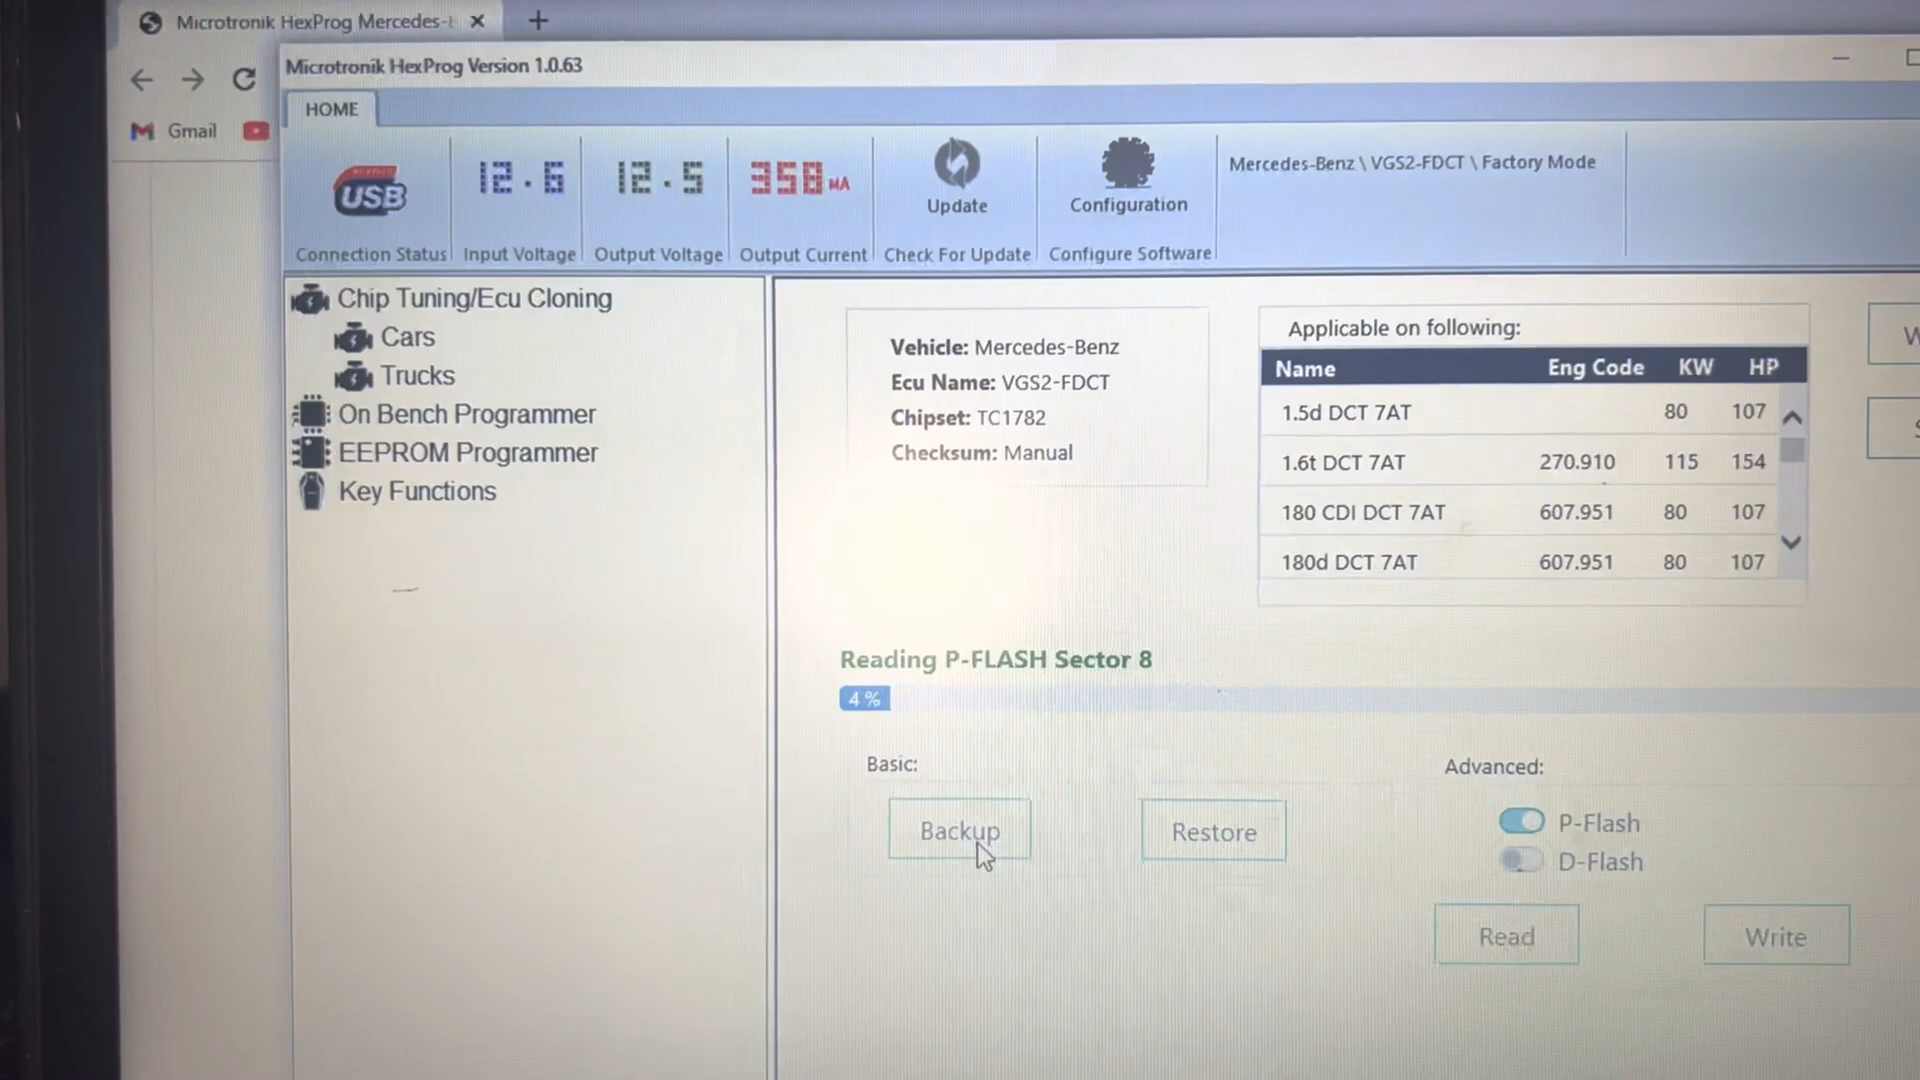 Microtronik HexProg Mercedes-
Microtronik HexProg Version 1.0.63
HOME
Gmail
USB
12.6
12.5
358 MA
Update
Configuration
Mercedes-Benz \ VGS2-FDCT \ Factory Mode
Connection Status
Input Voltage
Output Voltage
Output Current
Check For Update
Configure Software
Chip Tuning/Ecu Cloning
Cars
Trucks
On Bench Programmer
EEPROM Programmer
Key Functions
Vehicle: Mercedes-Benz
Ecu Name: VGS2-FDCT
Chipset: TC1782
Checksum: Manual
Applicable on following:
Name Eng Code KW HP
1.5d DCT 7AT 80 107
1.6t DCT 7AT 270.910 115 154
180 CDI DCT 7AT 607.951 80 107
180d DCT 7AT 607.951 80 107
Reading P-FLASH Sector 8
4 %
Basic:
Advanced:
Backup
Restore
P-Flash
D-Flash
Read
Write